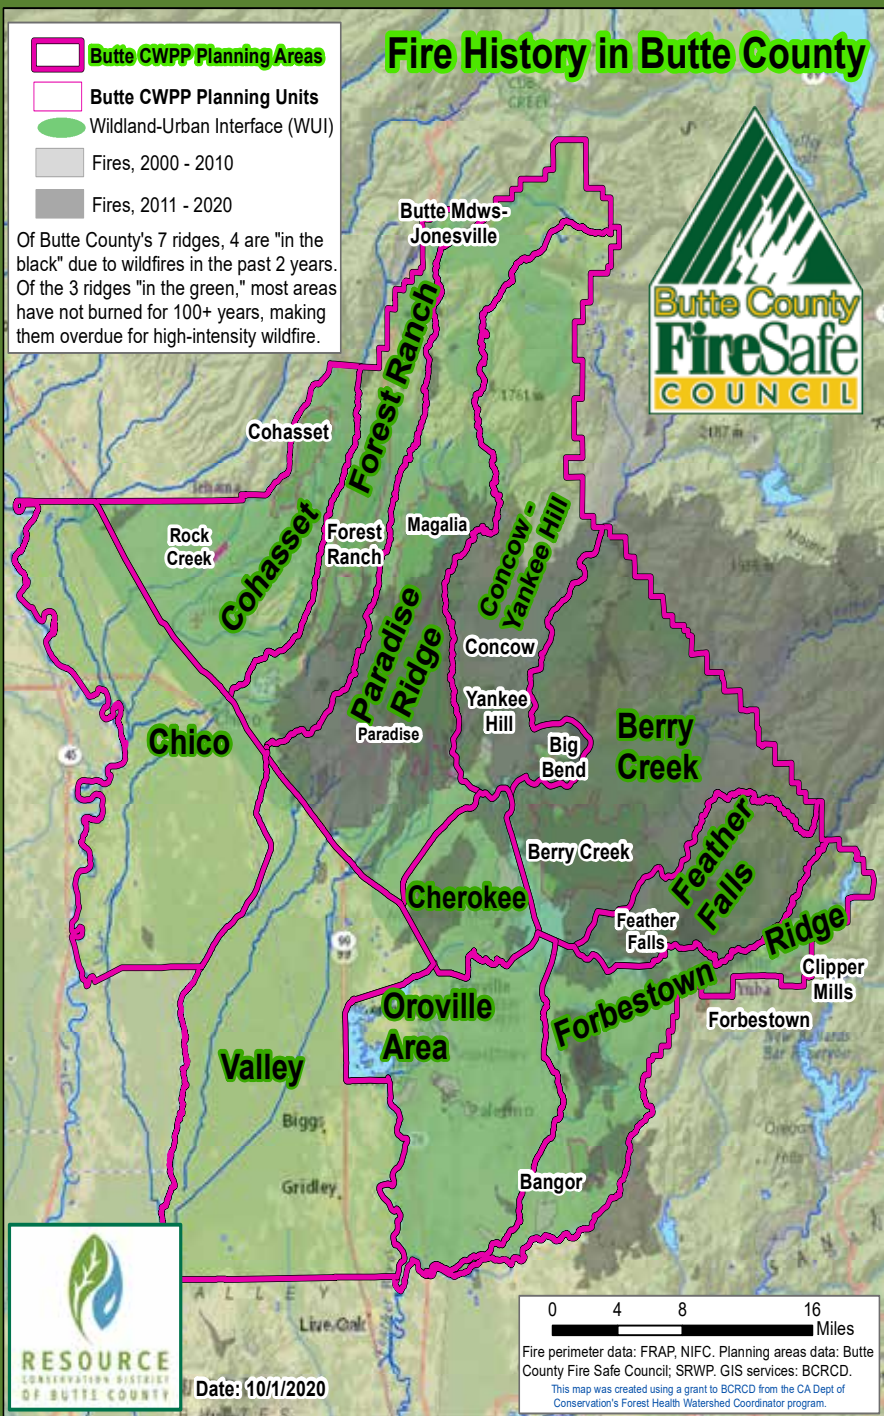 Fire History in Butte County
Butte CWPP Planning Areas
Butte CWPP Planning Units
Wildland-Urban Interface (WUI)
Fires, 2000 - 2010
Fires, 2011 - 2020
Of Butte County's 7 ridges, 4 are "in the
black" due to wildfires in the past 2 years.
Of the 3 ridges "in the green," most areas
have not burned for 100+ years, making
them overdue for high-intensity wildfire.
Butte County
FireSafe
COUNCIL
Butte Mdws-
Jonesville
Forest Ranch
1761 m
2187 m
Cohasset
Tehama
Rock
Creek
Cohasset
Forest
Ranch
Magalia
Concow -
Yankee Hill
Paradise
Ridge
Concow
Yankee
Hill
Paradise
Chico
45
Big
Bend
Berry
Creek
Berry Creek
Feather
Falls
Feather
Falls
Cherokee
99
Forbestown Ridge
Clipper
Mills
Forbestown
Yuba
Oroville
Area
Valley
Palermo
Biggs
Gridley
Bangor
VALLEY
Live Oak
RESOURCE
CONSERVATION DISTRICT
OF BUTTE COUNTY
Date: 10/1/2020
0 4 8 16
Miles
Fire perimeter data: FRAP, NIFC. Planning areas data: Butte
County Fire Safe Council; SRWP. GIS services: BCRCD.
This map was created using a grant to BCRCD from the CA Dept of
Conservation's Forest Health Watershed Coordinator program.